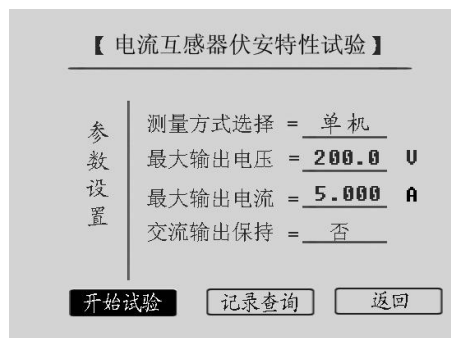 【电流互感器伏安特性试验】
参数设置
测量方式选择 = 单机
最大输出电压 = 200.0 V
最大输出电流 = 5.000 A
交流输出保持 = 否
开始试验 记录查询 返回